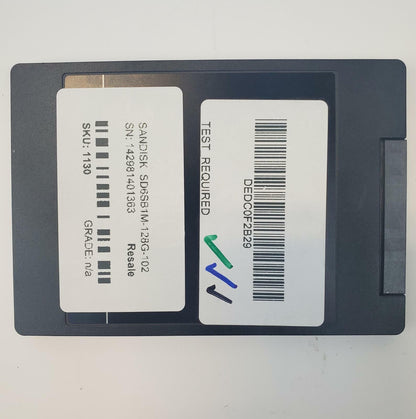 SANDISK SD6SB1M-128G-102
SN: 142981401363
Resale
SKU: 1130
GRADE: n/a
DEDC0F2B29
TEST REQUIRED